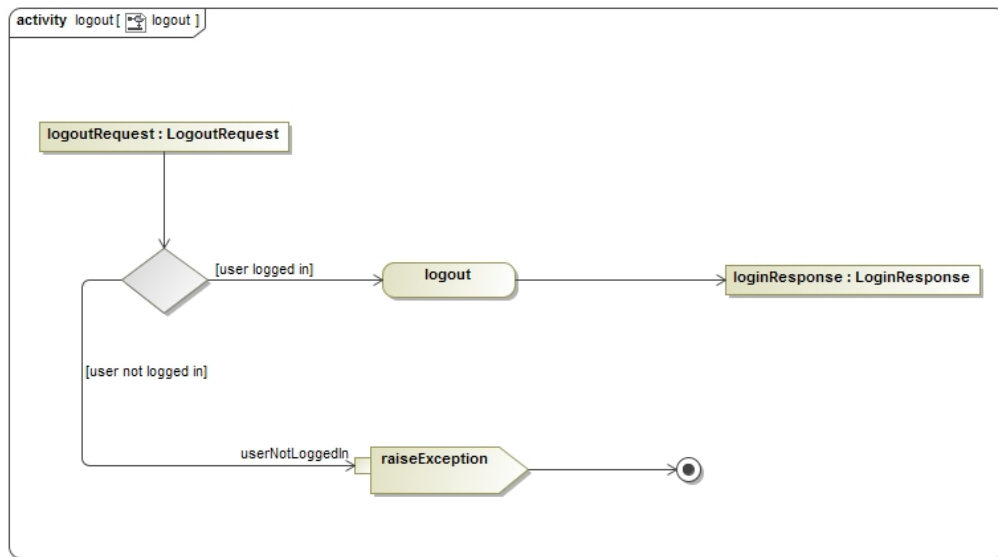 activity logout [ logout ]
logoutRequest : LogoutRequest
[user logged in]
logout
loginResponse : LoginResponse
[user not logged in]
userNotLoggedIn
raiseException